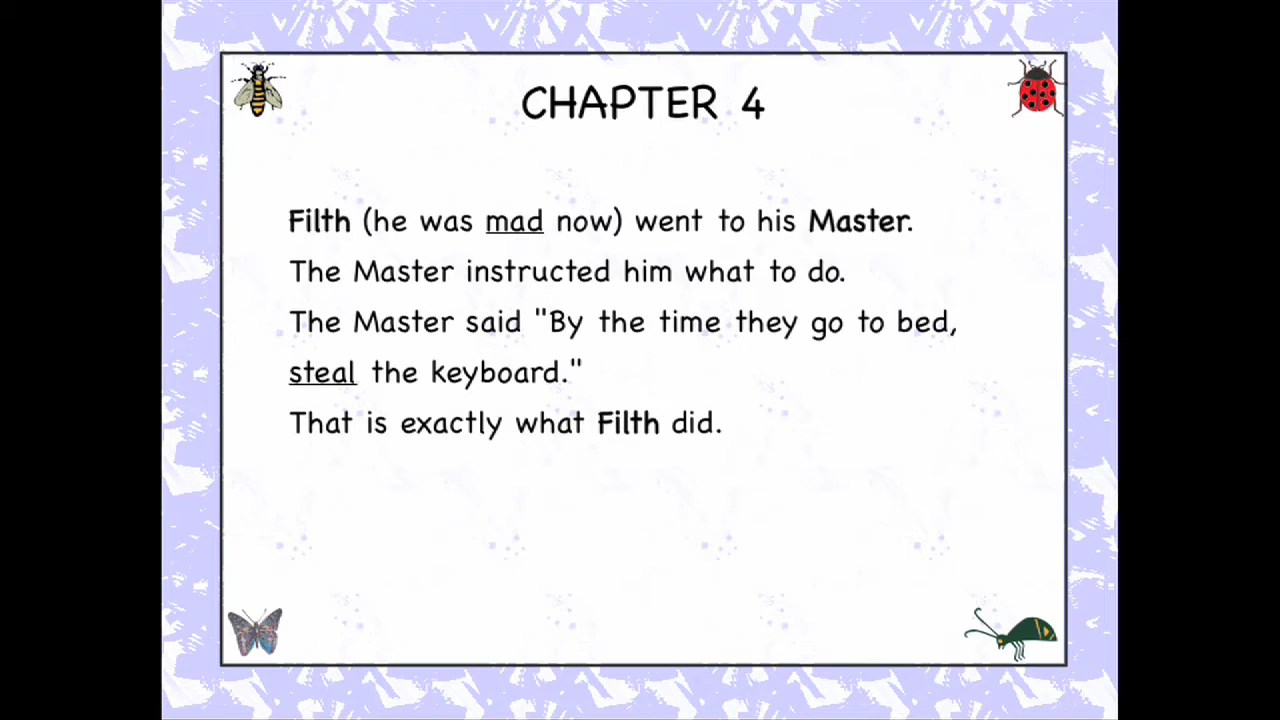 CHAPTER 4
Filth (he was mad now) went to his Master.
The Master instructed him what to do.
The Master said "By the time they go to bed,
steal the keyboard."
That is exactly what Filth did.